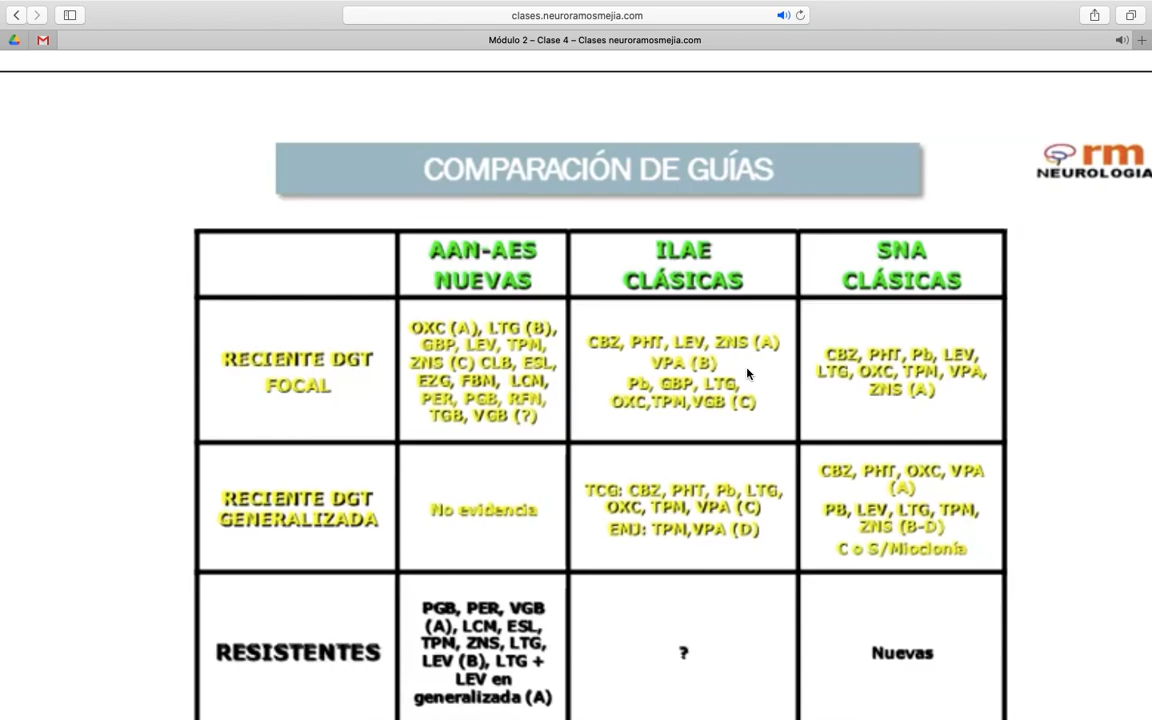 clases.neuroramosmejia.com
Módulo 2 – Clase 4 – Clases neuroramosmejia.com
COMPARACIÓN DE GUÍAS
rm
NEUROLOGIA
AAN-AES
NUEVAS
ILAE
CLÁSICAS
SNA
CLÁSICAS
RECIENTE DGT
FOCAL
OXC (A), LTG (B),
GBP, LEV, TPM,
ZNS (C) CLB, ESL,
EZG, FBM, LCM,
PER, PGB, RFN,
TGB, VGB (?)
CBZ, PHT, LEV, ZNS (A)
VPA (B)
Pb, GBP, LTG,
OXC,TPM,VGB (C)
CBZ, PHT, Pb, LEV,
LTG, OXC, TPM, VPA,
ZNS (A)
RECIENTE DGT
GENERALIZADA
No evidencia
TCG: CBZ, PHT, Pb, LTG,
OXC, TPM, VPA (C)
EMJ: TPM,VPA (D)
CBZ, PHT, OXC, VPA
(A)
PB, LEV, LTG, TPM,
ZNS (B-D)
C o S/Mioclonía
RESISTENTES
PGB, PER, VGB
(A), LCM, ESL,
TPM, ZNS, LTG,
LEV (B), LTG +
LEV en
generalizada (A)
?
Nuevas